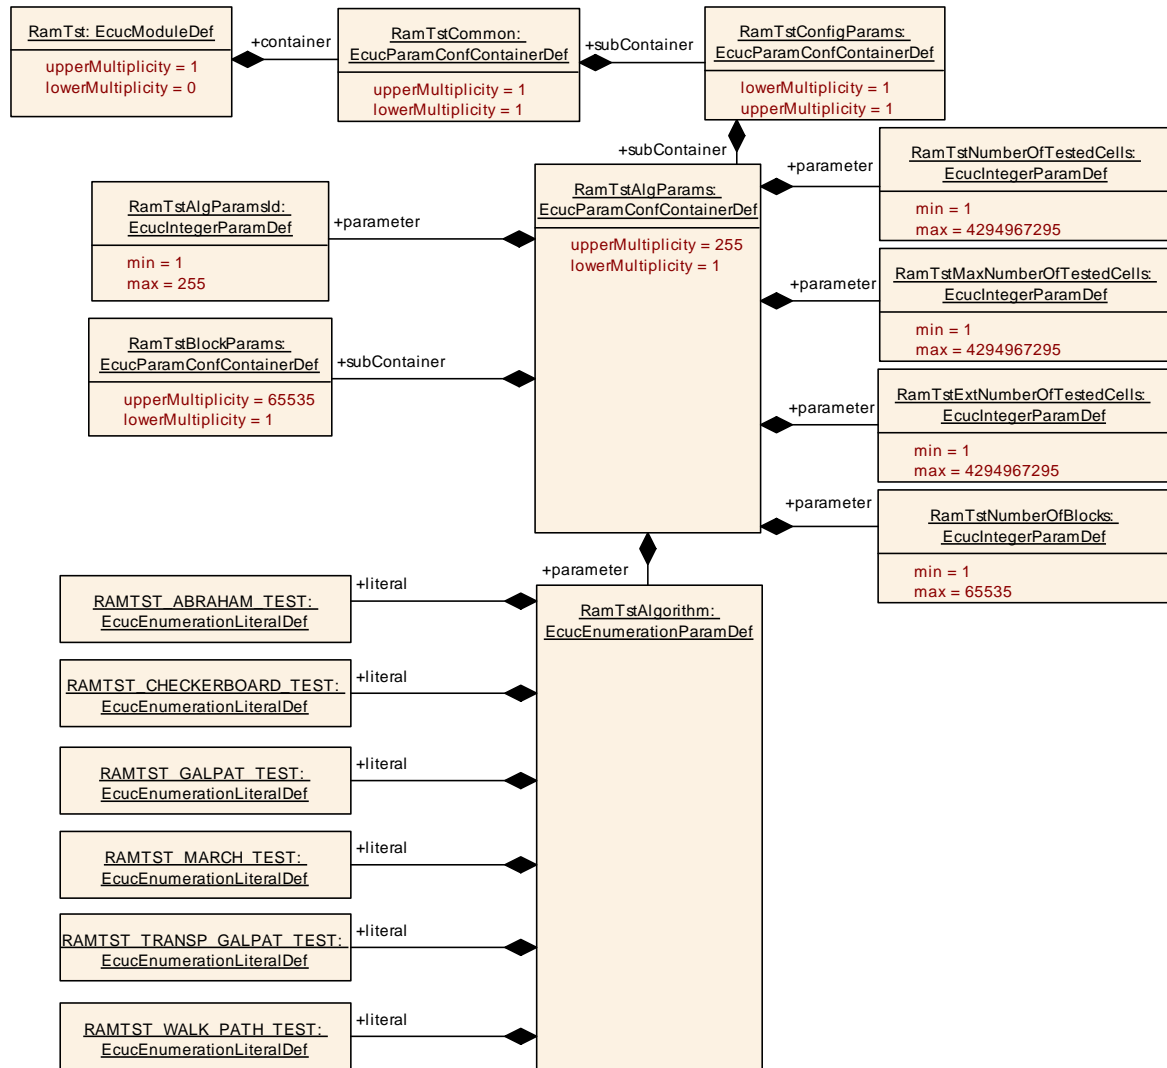 RamTst: EcucModuleDef
upperMultiplicity = 1
lowerMultiplicity = 0
+container
RamTstCommon:
EcucParamConfContainerDef
upperMultiplicity = 1
lowerMultiplicity = 1
+subContainer
RamTstConfigParams:
EcucParamConfContainerDef
lowerMultiplicity = 1
upperMultiplicity = 1
+subContainer
RamTstAlgParams:
EcucParamConfContainerDef
upperMultiplicity = 255
lowerMultiplicity = 1
+parameter
RamTstNumberOfTestedCells:
EcucIntegerParamDef
min = 1
max = 4294967295
RamTstAlgParamsId:
EcucIntegerParamDef
min = 1
max = 255
+parameter
+parameter
RamTstMaxNumberOfTestedCells:
EcucIntegerParamDef
min = 1
max = 4294967295
RamTstBlockParams:
EcucParamConfContainerDef
upperMultiplicity = 65535
lowerMultiplicity = 1
+subContainer
+parameter
RamTstExtNumberOfTestedCells:
EcucIntegerParamDef
min = 1
max = 4294967295
+parameter
RamTstNumberOfBlocks:
EcucIntegerParamDef
min = 1
max = 65535
+parameter
RamTstAlgorithm:
EcucEnumerationParamDef
RAMTST_ABRAHAM_TEST:
EcucEnumerationLiteralDef
+literal
RAMTST_CHECKERBOARD_TEST:
EcucEnumerationLiteralDef
+literal
RAMTST_GALPAT_TEST:
EcucEnumerationLiteralDef
+literal
RAMTST_MARCH_TEST:
EcucEnumerationLiteralDef
+literal
RAMTST_TRANSP_GALPAT_TEST:
EcucEnumerationLiteralDef
+literal
RAMTST_WALK_PATH_TEST:
EcucEnumerationLiteralDef
+literal